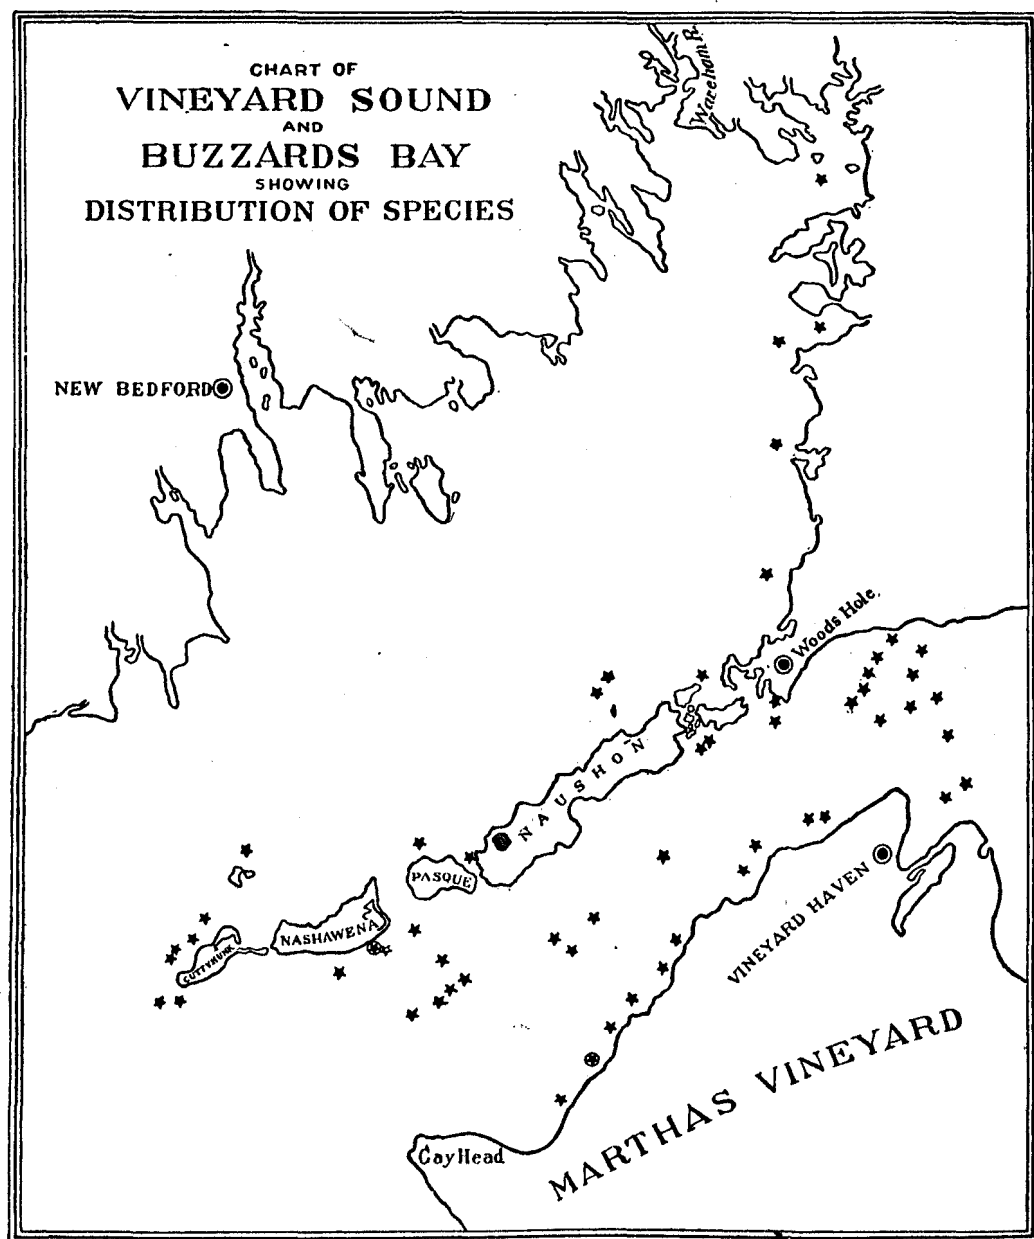 CHART OF
VINEYARD SOUND
AND
BUZZARDS BAY
SHOWING
DISTRIBUTION OF SPECIES
Wareham R.
NEW BEDFORD
Woods Hole.
NAUSHON
PASQUE
NASHAWENA
CUTTYHUNK
VINEYARD HAVEN
MARTHAS VINEYARD
Gay Head